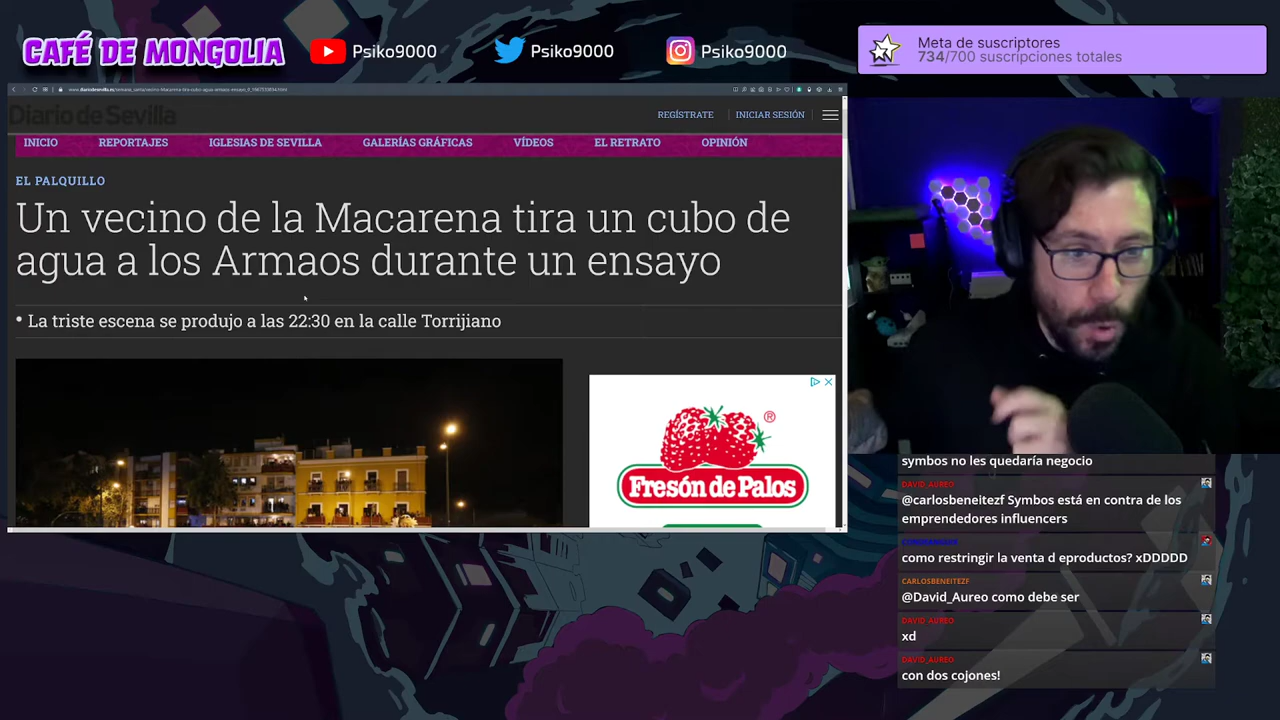 CAFÉ DE MONGOLIA
Psiko9000
Psiko9000
Psiko9000
Meta de suscriptores
734/700 suscripciones totales
Diario de Sevilla
REGÍSTRATE
INICIAR SESIÓN
INICIO
REPORTAJES
IGLESIAS DE SEVILLA
GALERÍAS GRÁFICAS
VÍDEOS
EL RETRATO
OPINIÓN
EL PALQUILLO
Un vecino de la Macarena tira un cubo de
agua a los Armaos durante un ensayo
• La triste escena se produjo a las 22:30 en la calle Torrijiano
®
Fresón de Palos
symbos no les quedaría negocio
DAVID_AUREO
@carlosbeneitezf Symbos está en contra de los
emprendedores influencers
como restringir la venta d eproductos? xDDDDD
CARLOSBENEITEZF
@David_Aureo como debe ser
DAVID_AUREO
xd
DAVID_AUREO
con dos cojones!